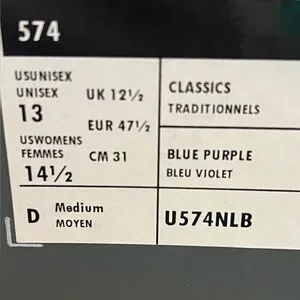 574
USUNISEX
UNISEX
13
UK 12½
EUR 47½
USWOMENS
FEMMES
14½
CM 31
CLASSICS
TRADITIONNELS
BLUE PURPLE
BLEU VIOLET
D
Medium
MOYEN
U574NLB